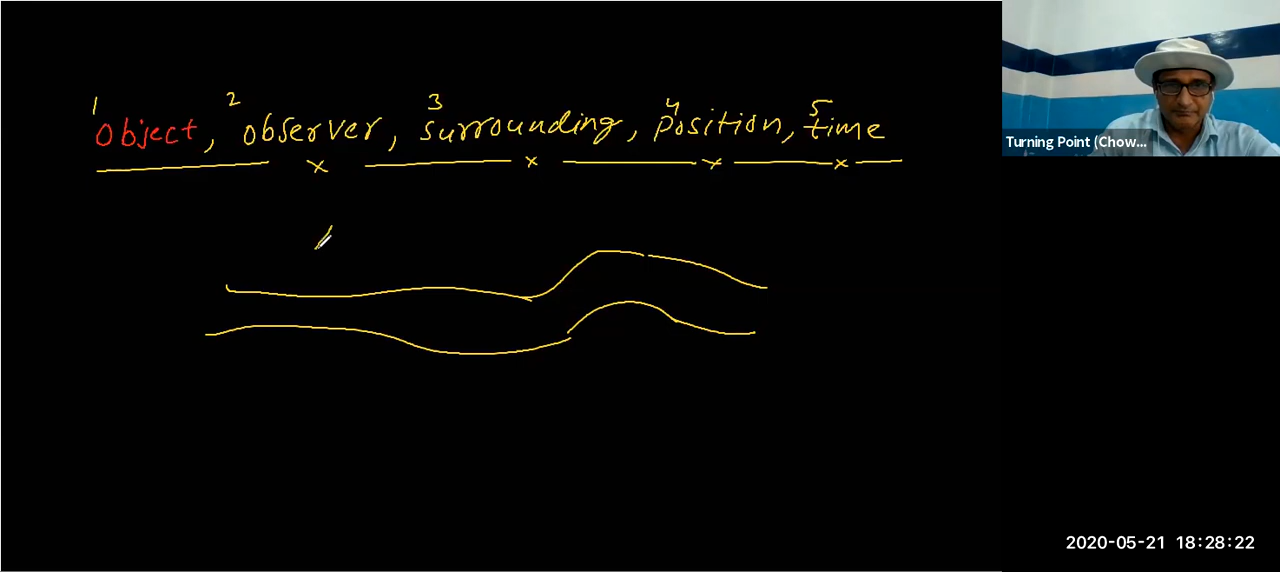 1 2 3 4 5
object, observer, surrounding, position, time
Turning Point (Chow...
2020-05-21 18:28:22